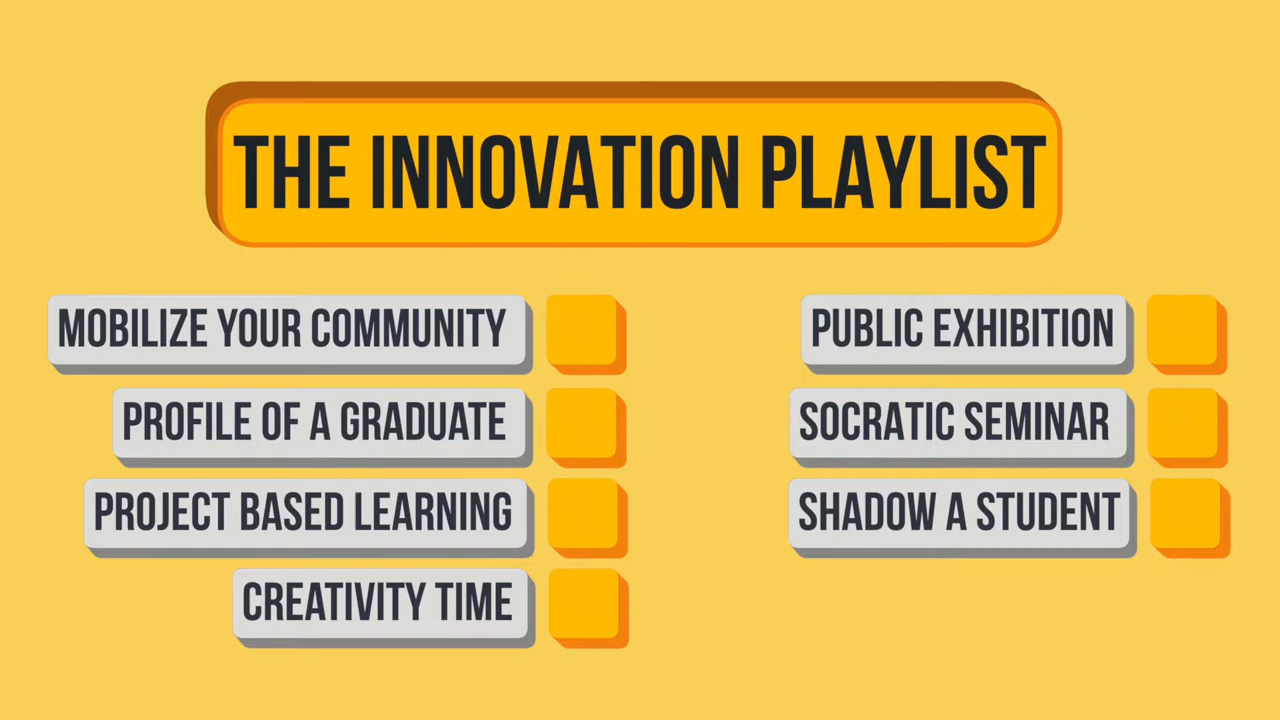 THE INNOVATION PLAYLIST
MOBILIZE YOUR COMMUNITY
PROFILE OF A GRADUATE
PROJECT BASED LEARNING
CREATIVITY TIME
PUBLIC EXHIBITION
SOCRATIC SEMINAR
SHADOW A STUDENT